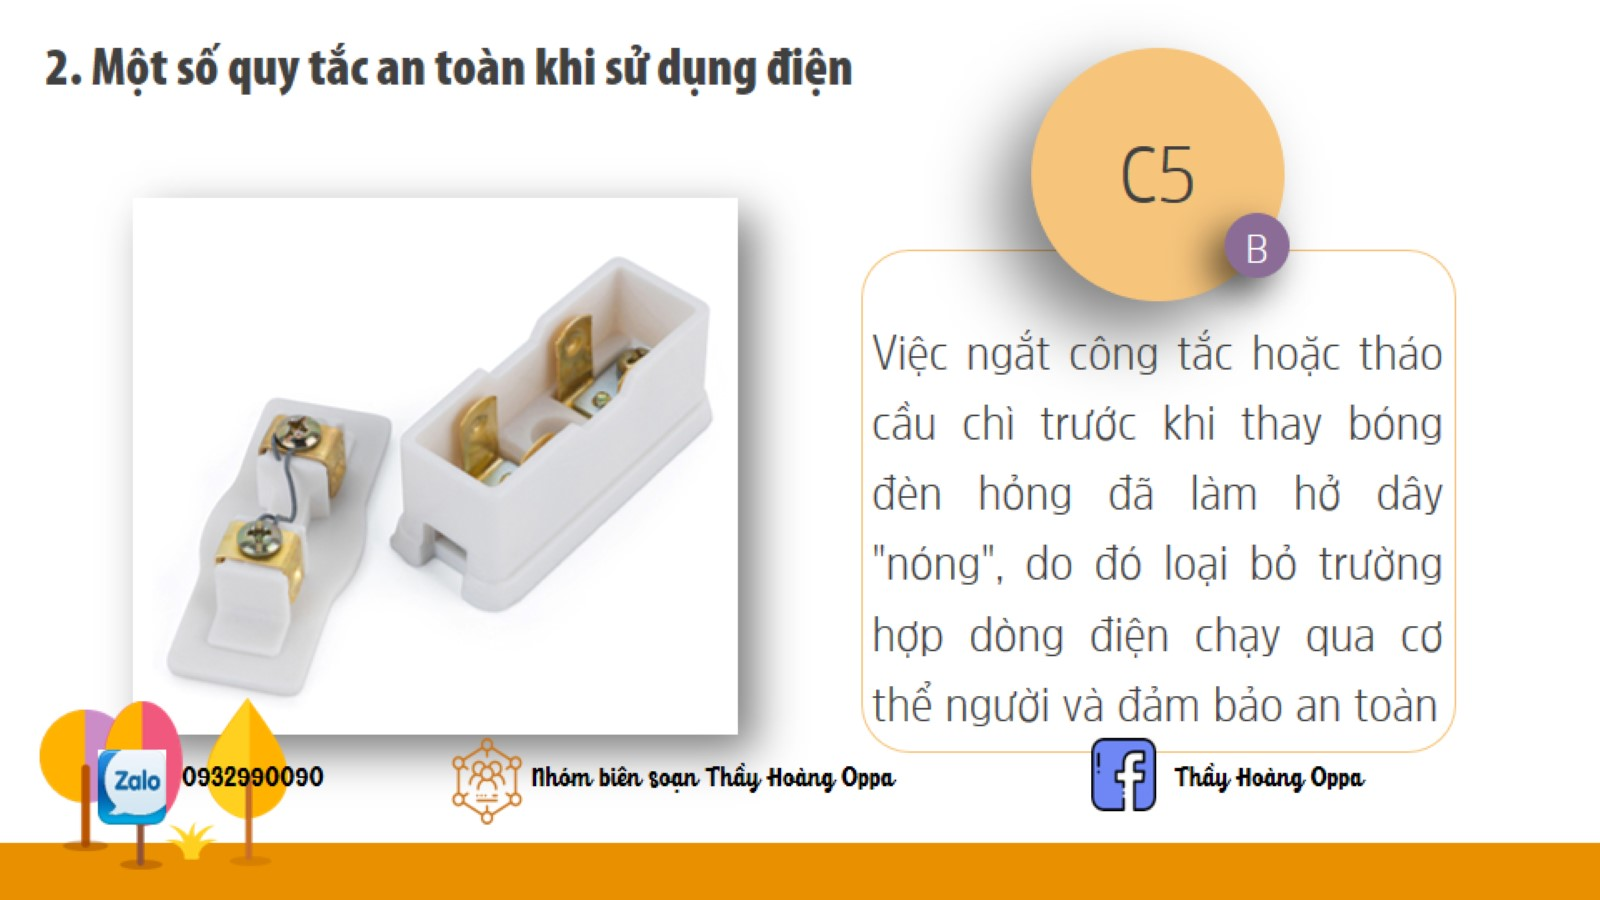 2. Một số quy tắc an toàn khi sử dụng điện
C5
B
Việc ngắt công tắc hoặc tháo
cầu chì trước khi thay bóng
đèn hỏng đã làm hở dây
"nóng", do đó loại bỏ trường
hợp dòng điện chạy qua cơ
thể người và đảm bảo an toàn
Zalo
0932990090
Nhóm biên soạn Thầy Hoàng Oppa
Thầy Hoàng Oppa